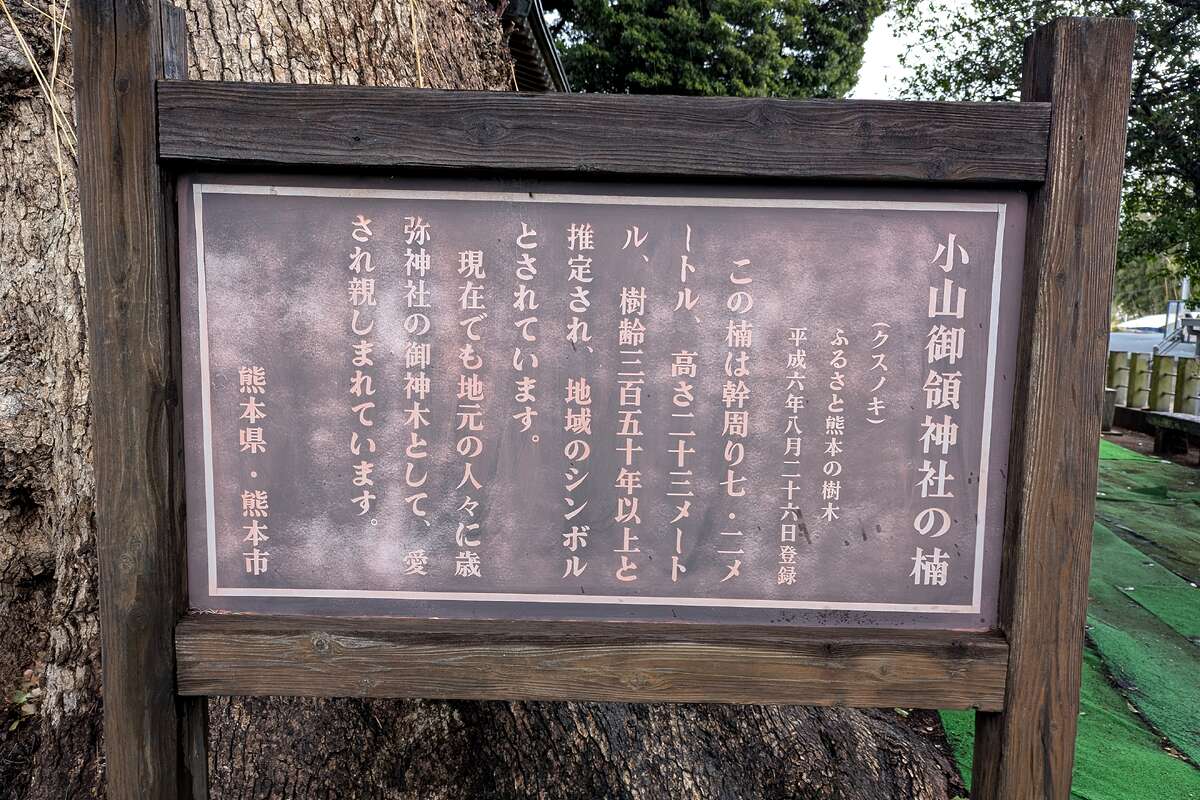 小山御領神社の楠
(クスノキ)
ふるさと熊本の樹木
平成六年八月二十六日登録
この楠は幹周り七・二メ
ートル、高さ二十三メート
ル、樹齢三百五十年以上と
推定され、地域のシンボル
とされています。
現在でも地元の人々に歳
弥神社の御神木として、愛
され親しまれています。
熊本県・熊本市